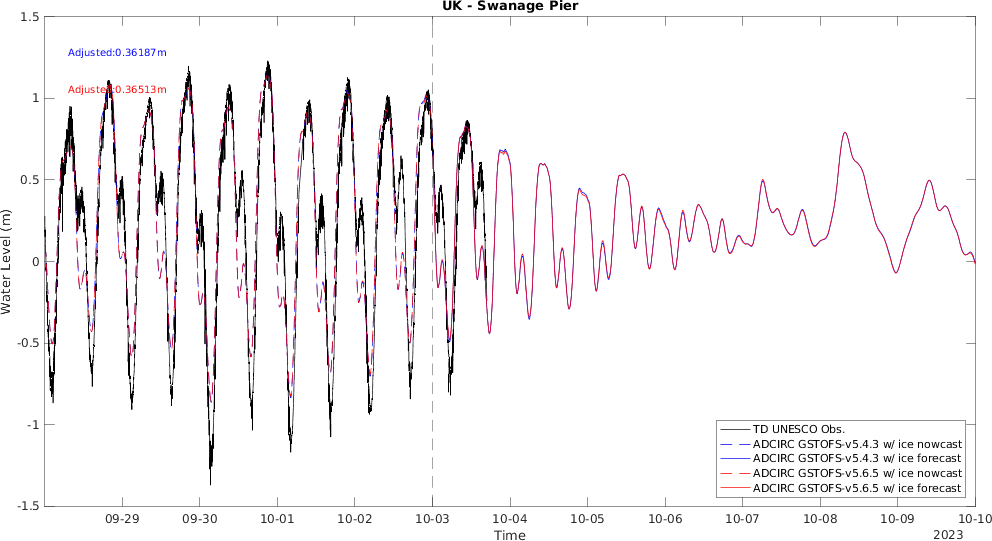 UK - Swanage Pier
1.5
1
0.5
0
-0.5
-1
-1.5
Water Level (m)
Adjusted:0.36187m
Adjusted:0.36513m
TD UNESCO Obs.
ADCIRC GSTOFS-v5.4.3 w/ ice nowcast
ADCIRC GSTOFS-v5.4.3 w/ ice forecast
ADCIRC GSTOFS-v5.6.5 w/ ice nowcast
ADCIRC GSTOFS-v5.6.5 w/ ice forecast
09-29 09-30 10-01 10-02 10-03 10-04 10-05 10-06 10-07 10-08 10-09 10-10
Time
2023